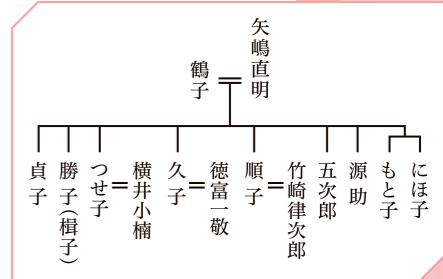 矢嶋直明
鶴子
にほ子
もと子
源助
五次郎
竹崎律次郎
順子
徳富一敬
久子
横井小楠
つせ子
勝子(楫子)
貞子